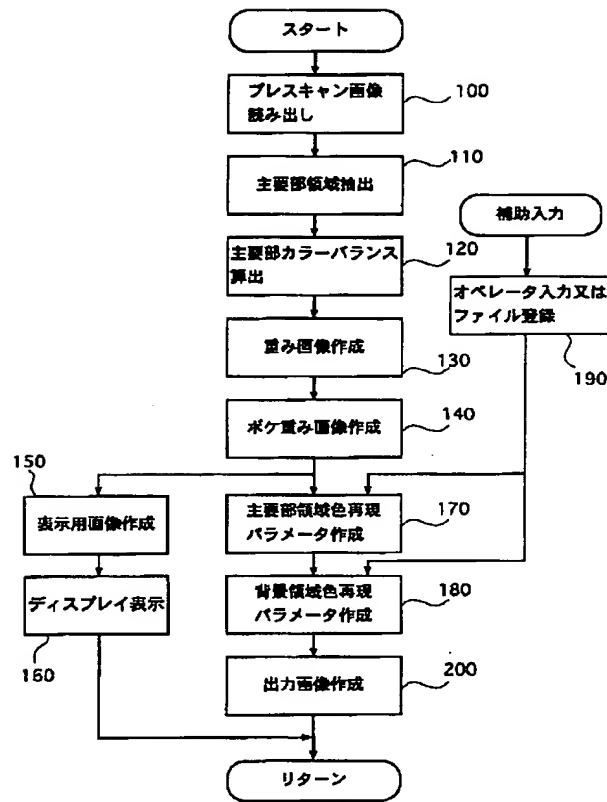 スタート
プレスキャン画像
読み出し
100
主要部領域抽出
110
補助入力
主要部カラーバランス
算出
120
オペレータ入力又は
ファイル登録
190
重み画像作成
130
ボケ重み画像作成
140
150
表示用画像作成
主要部領域色再現
パラメータ作成
170
ディスプレイ表示
160
背景領域色再現
パラメータ作成
180
出力画像作成
200
リターン